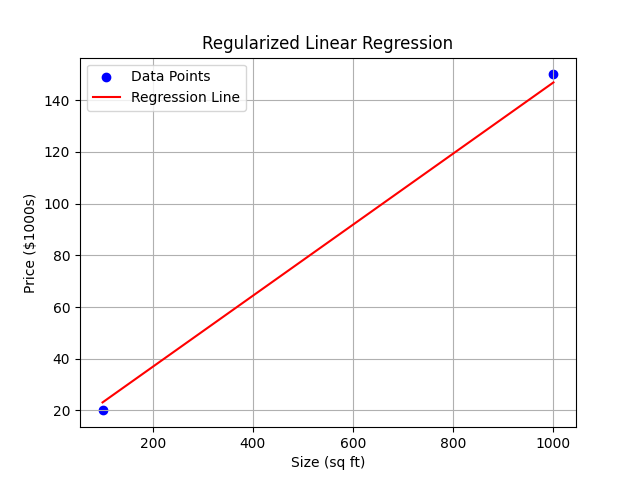 Regularized Linear Regression
Data Points
Regression Line
Price ($1000s)
140
120
100
80
60
40
20
200 400 600 800 1000
Size (sq ft)